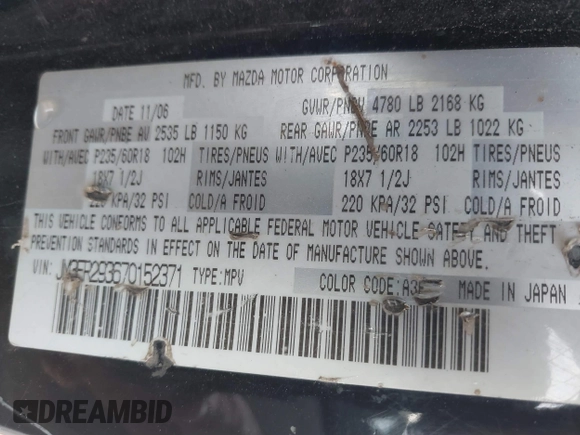 MFD. BY MAZDA MOTOR CORPORATION
DATE 11/06 GVWR/PNBV 4780 LB 2168 KG
FRONT GAWR/PNBE AV 2535 LB 1150 KG REAR GAWR/PNBE AR 2253 LB 1022 KG
WITH/AVEC P235/60R18 102H TIRES/PNEUS WITH/AVEC P235/60R18 102H TIRES/PNEUS
18X7 1/2J RIMS/JANTES 18X7 1/2J RIMS/JANTES
220 KPA/32 PSI COLD/A FROID 220 KPA/32 PSI COLD/A FROID
THIS VEHICLE CONFORMS TO ALL APPLICABLE FEDERAL MOTOR VEHICLE SAFETY AND THEFT
PREVENTION STANDARDS IN EFFECT ON THE DATE OF MANUFACTURE SHOWN ABOVE.
VIN: JM3ER293670152371 TYPE:MPV COLOR CODE: MADE IN JAPAN
DREAMBID